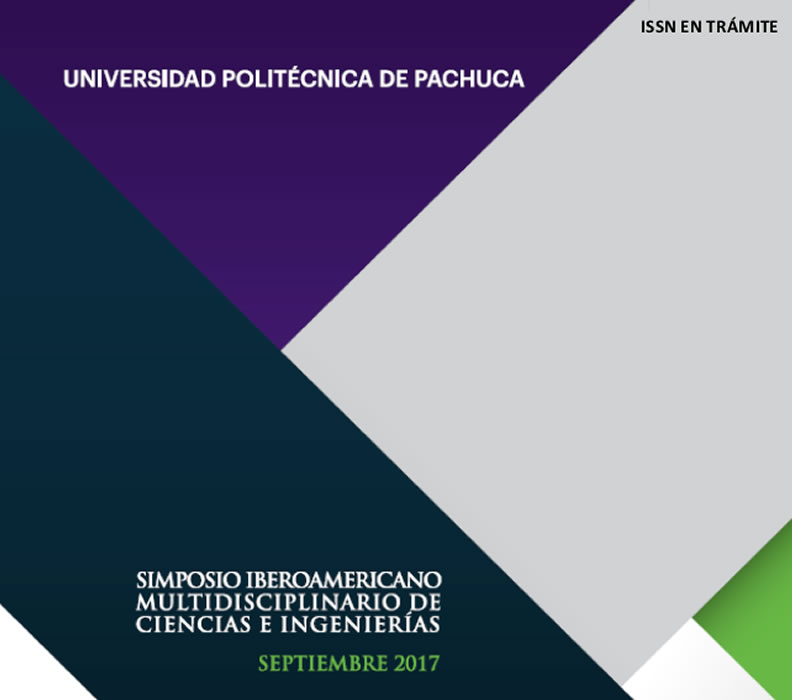 ISSN EN TRÁMITE
UNIVERSIDAD POLITÉCNICA DE PACHUCA
SIMPOSIO IBEROAMERICANO
MULTIDISCIPLINARIO DE
CIENCIAS E INGENIERÍAS
SEPTIEMBRE 2017